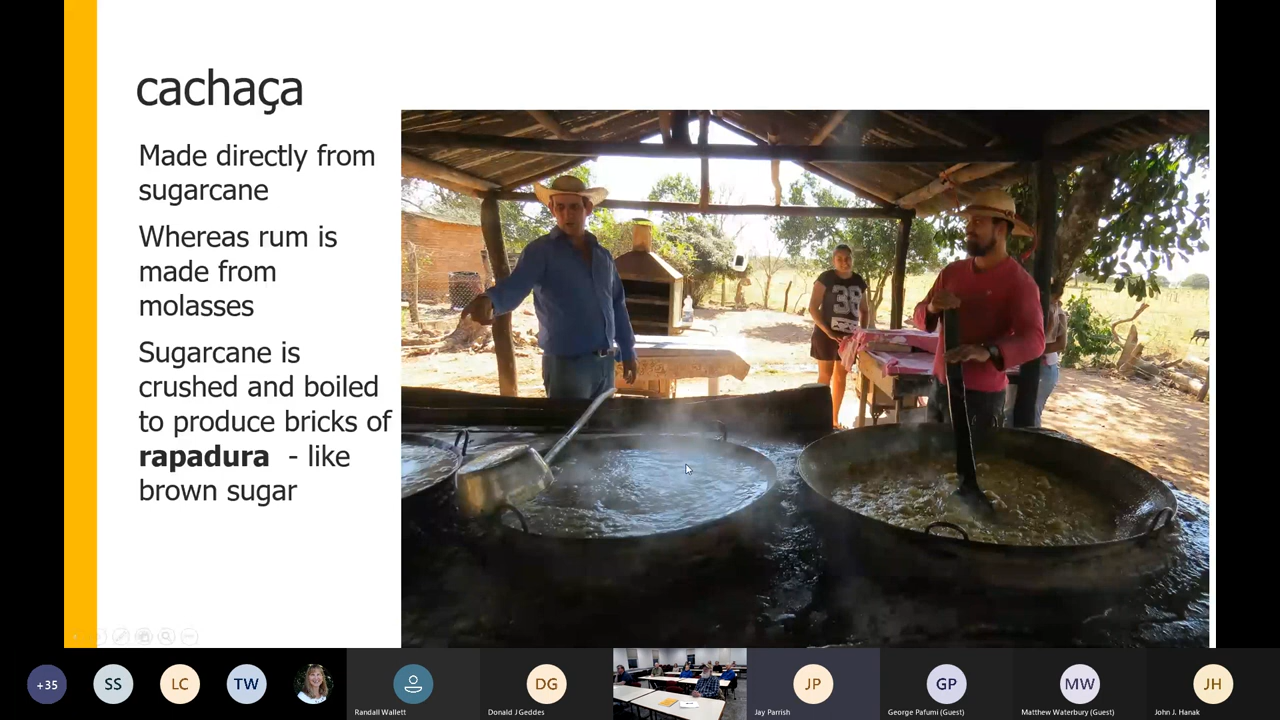 cachaça
Made directly from
sugarcane
Whereas rum is
made from
molasses
Sugarcane is
crushed and boiled
to produce bricks of
rapadura - like
brown sugar
38
+35
SS
LC
TW
Randall Wallett
DG
Donald J Geddes
JP
Jay Parrish
GP
George Pafumi (Guest)
MW
Matthew Waterbury (Guest)
JH
John J. Hanak